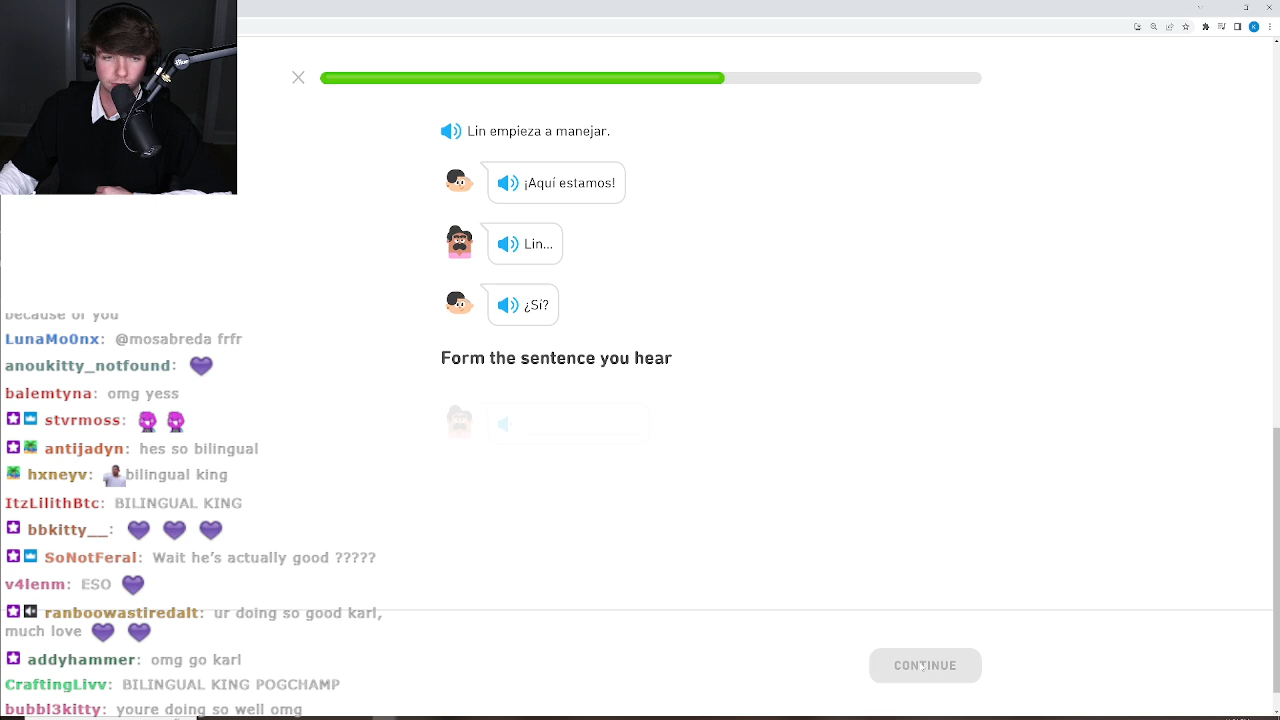 Lin empieza a manejar.
¡Aquí estamos!
Lin...
¿Sí?
Form the sentence you hear
CONTINUE
because of you
LunaMo0nx: @mosabreda frfr
anoukitty_notfound:
balemtyna: omg yess
stvrmoss:
antijadyn: hes so bilingual
hxneyv: bilingual king
ItzLilithBtc: BILINGUAL KING
bbkitty__:
SoNotFeral: Wait he's actually good ?????
v4lenm: ESO
ranboowastiredalt: ur doing so good karl,
much love
addyhammer: omg go karl
CraftingLivv: BILINGUAL KING POGCHAMP
bubbl3kitty: youre doing so well omg